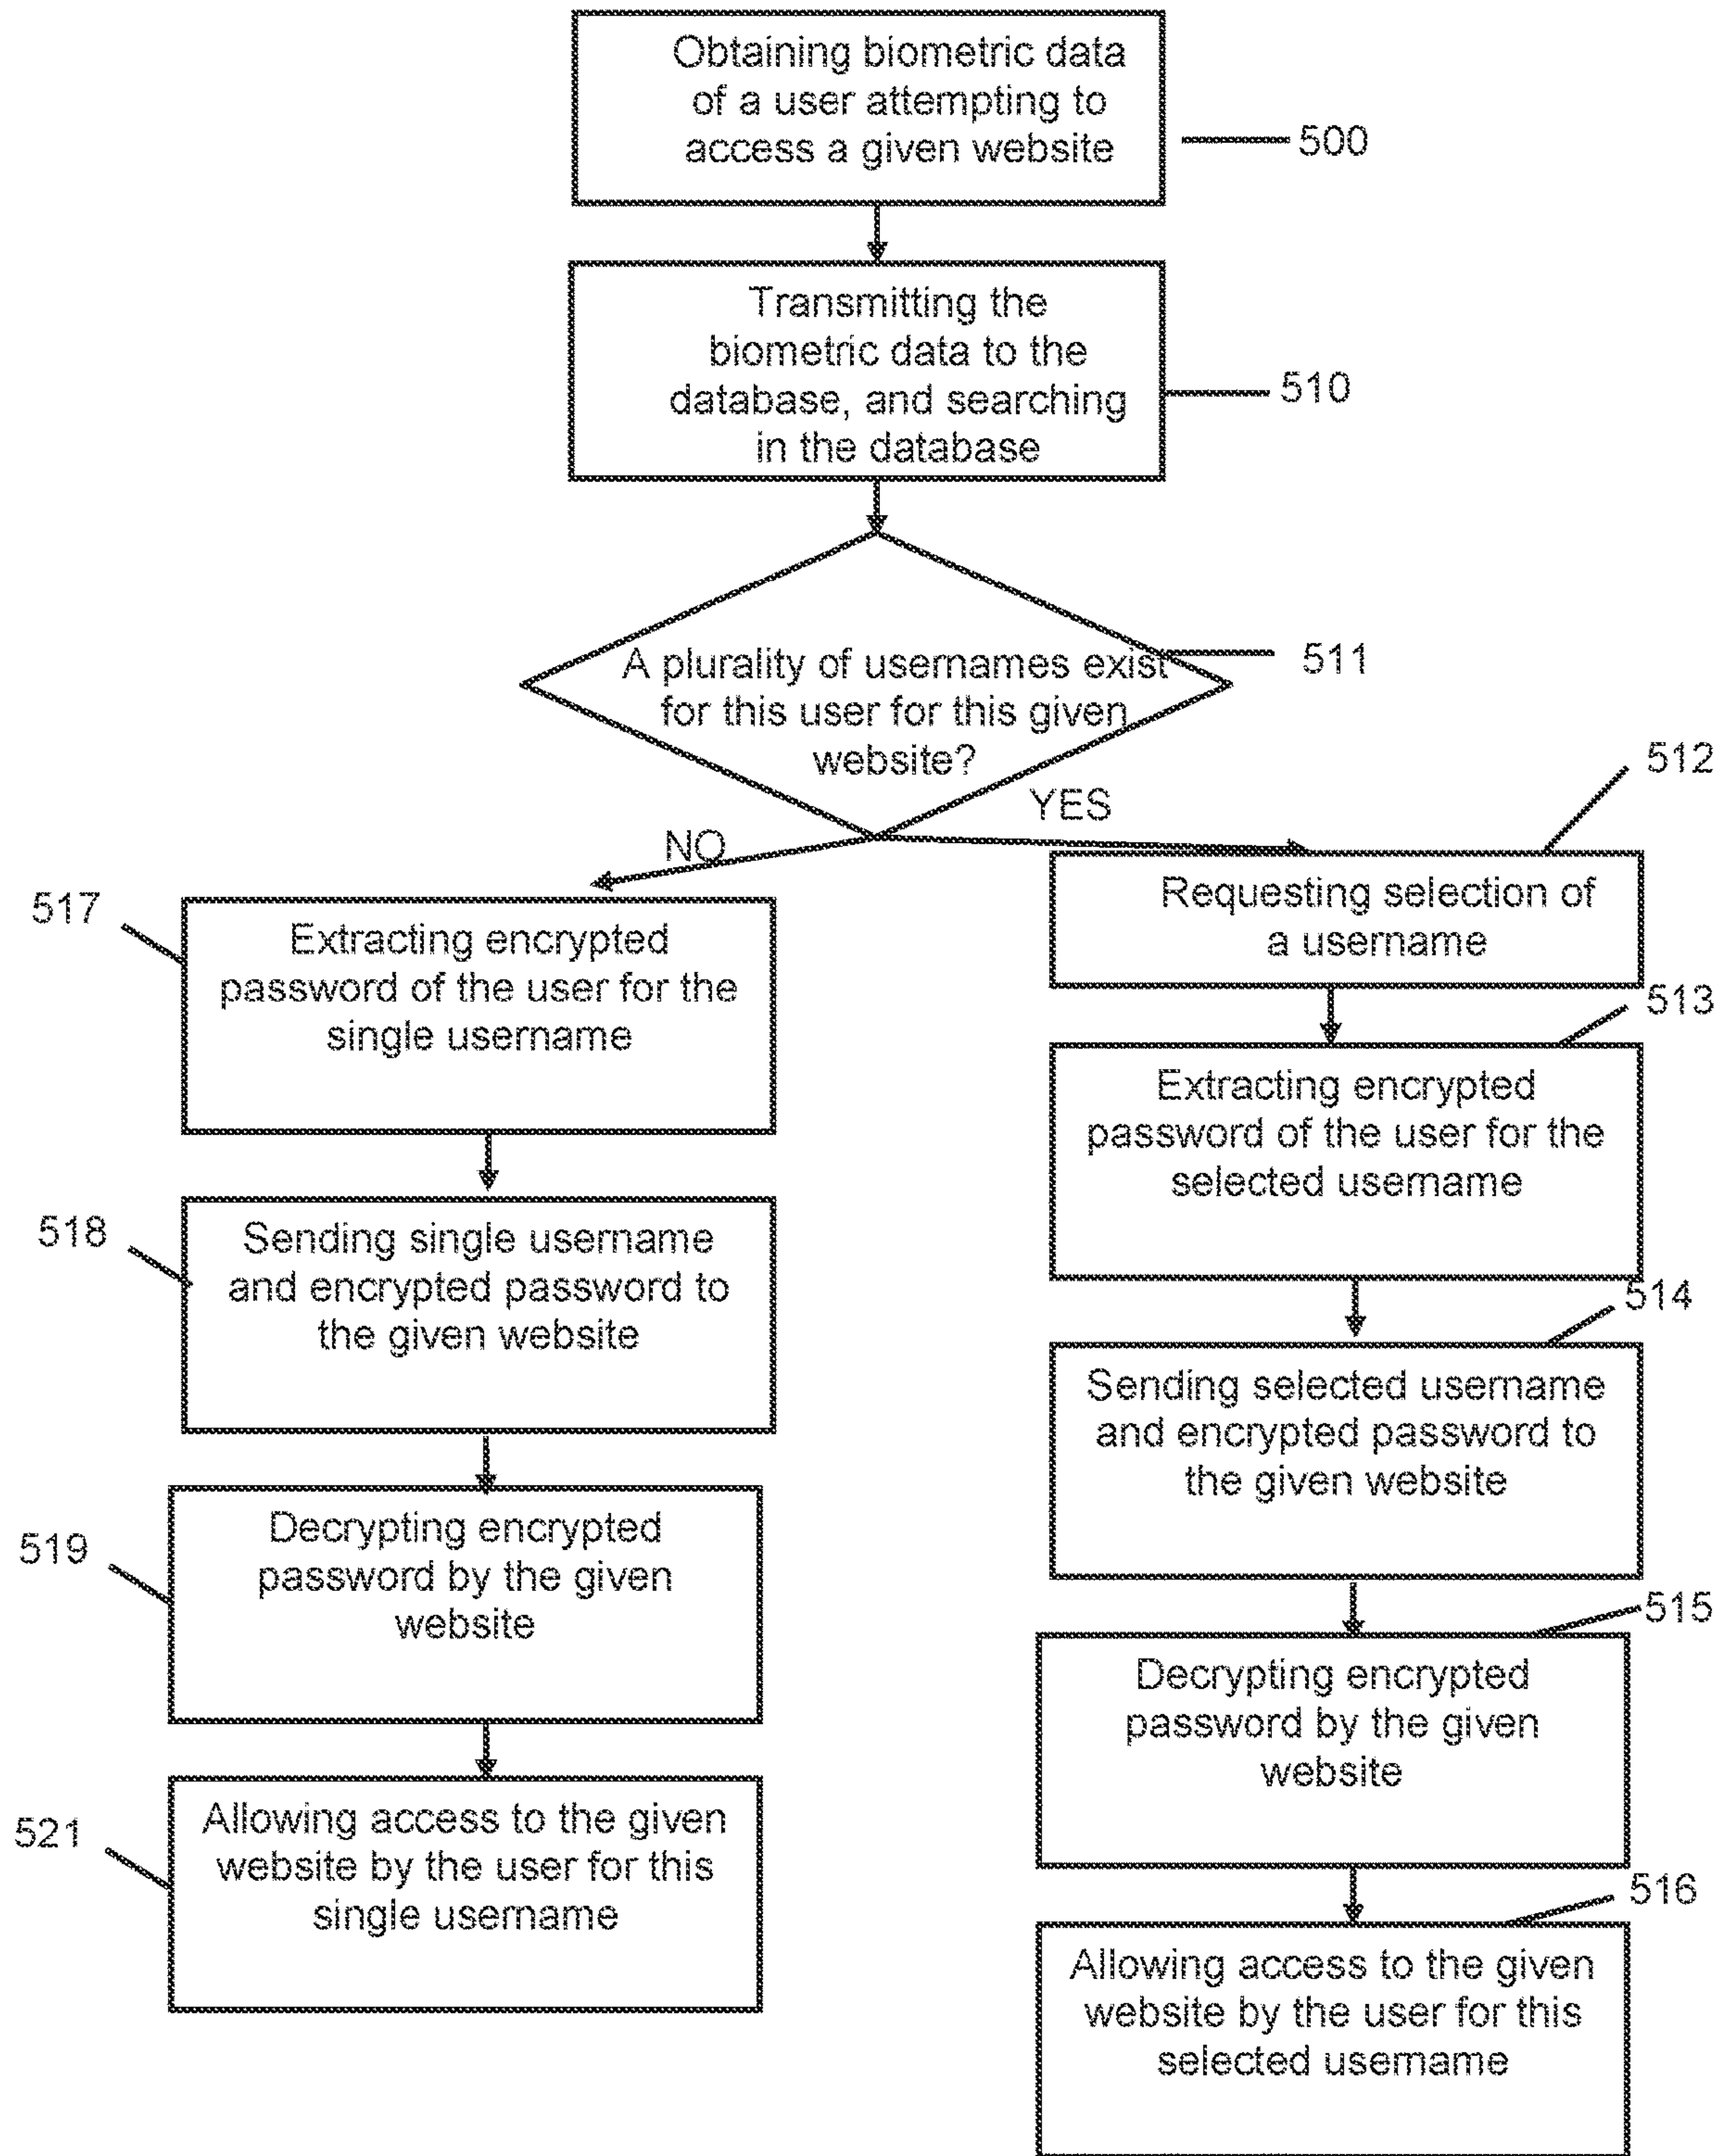 Obtaining biometric data
of a user attempting to
access a given website
500
Transmitting the
biometric data to the
database, and searching
in the database
510
A plurality of usernames exist
for this user for this given
website?
511
YES
NO
512
Requesting selection of
a username
517
Extracting encrypted
password of the user for the
single username
513
Extracting encrypted
password of the user for the
selected username
518
Sending single username
and encrypted password to
the given website
514
Sending selected username
and encrypted password to
the given website
519
Decrypting encrypted
password by the given
website
515
Decrypting encrypted
password by the given
website
521
Allowing access to the given
website by the user for this
single username
516
Allowing access to the given
website by the user for this
selected username